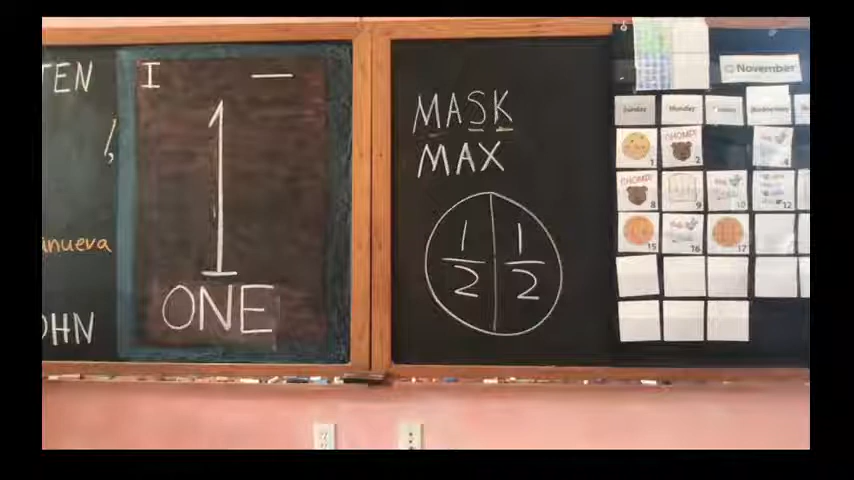 TEN
inueva
OHN
I —
1
ONE
MASK
MAX
1 1
2 2
November
Sunday Monday
CHOMP!
1 2 4
CHOMP!
8 9 10 12
15 16 17